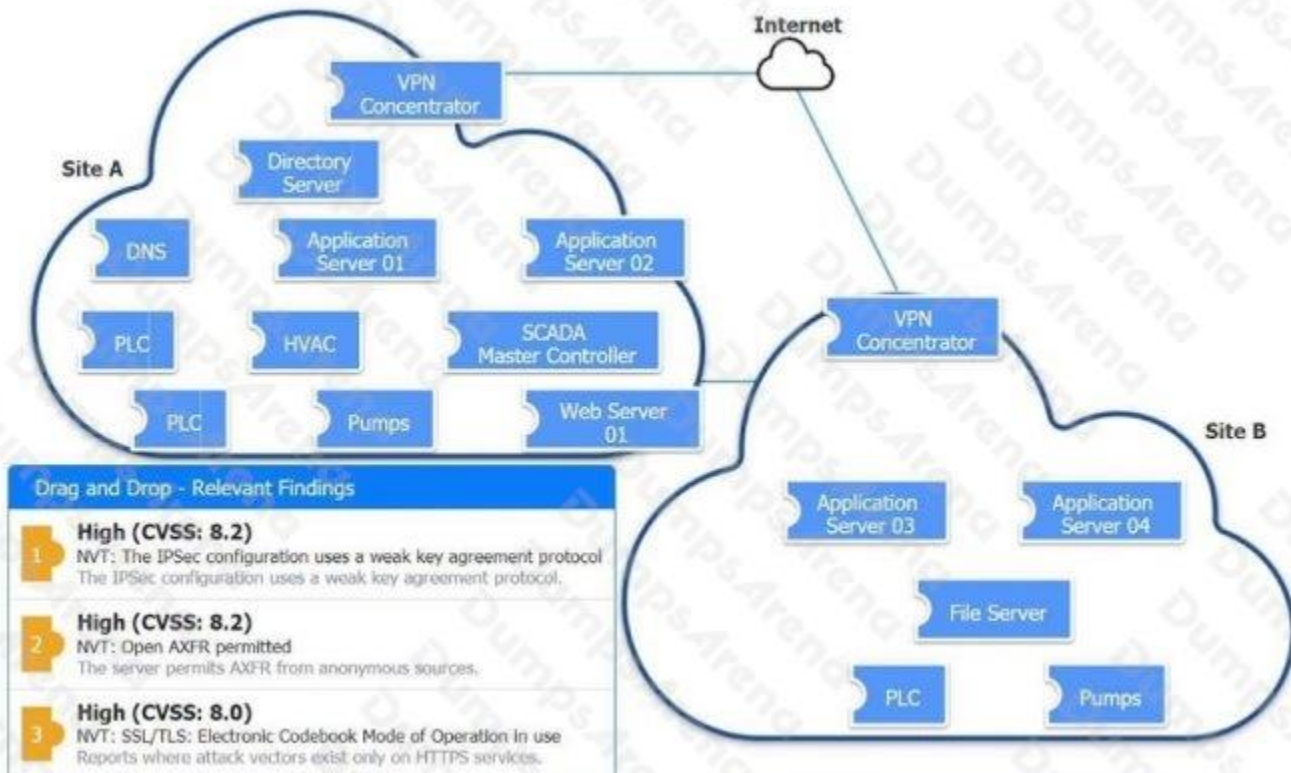 Internet
VPN
Concentrator
Site A
Directory
Server
DNS
Application
Server 01
Application
Server 02
VPN
Concentrator
PLC
HVAC
SCADA
Master Controller
PLC
Pumps
Web Server
01
Site B
Drag and Drop - Relevant Findings
1
High (CVSS: 8.2)
NVT: The IPSec configuration uses a weak key agreement protocol
The IPSec configuration uses a weak key agreement protocol.
2
High (CVSS: 8.2)
NVT: Open AXFR permitted
The server permits AXFR from anonymous sources.
3
High (CVSS: 8.0)
NVT: SSL/TLS: Electronic Codebook Mode of Operation in use
Reports where attack vectors exist only on HTTPS services.
Application
Server 03
Application
Server 04
File Server
PLC
Pumps
DumpsArena